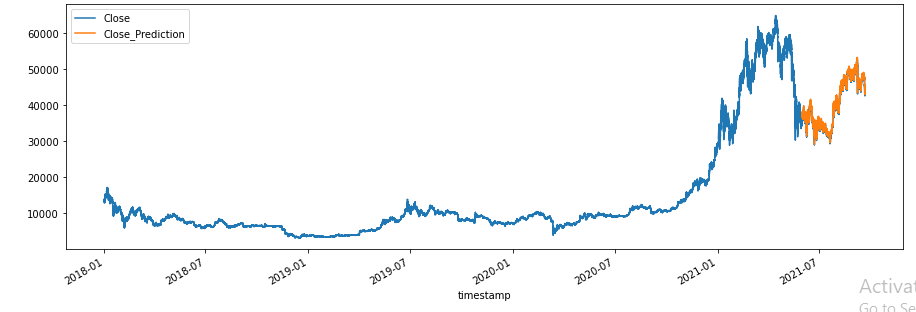 Close
Close_Prediction
60000
50000
40000
30000
20000
10000
2018-01
2018-07
2019-01
2019-07
2020-01
2020-07
2021-01
2021-07
timestamp
Activat
Go to Se